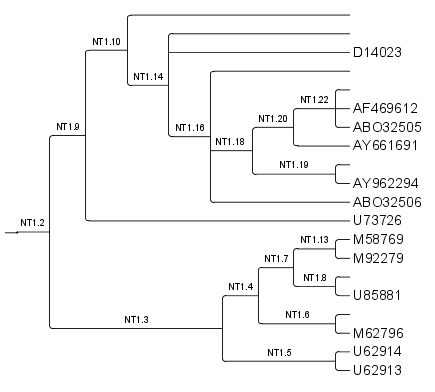 NT1.10
D14023
NT1.14
NT1.22
AF469612
NT1.20
NT1.9
NT1.16
ABO32505
NT1.18
AY661691
NT1.19
AY962294
ABO32506
NT1.2
U73726
NT1.13
M58769
NT1.7
M92279
NT1.8
NT1.4
U85881
NT1.6
NT1.3
M62796
NT1.5
U62914
U62913